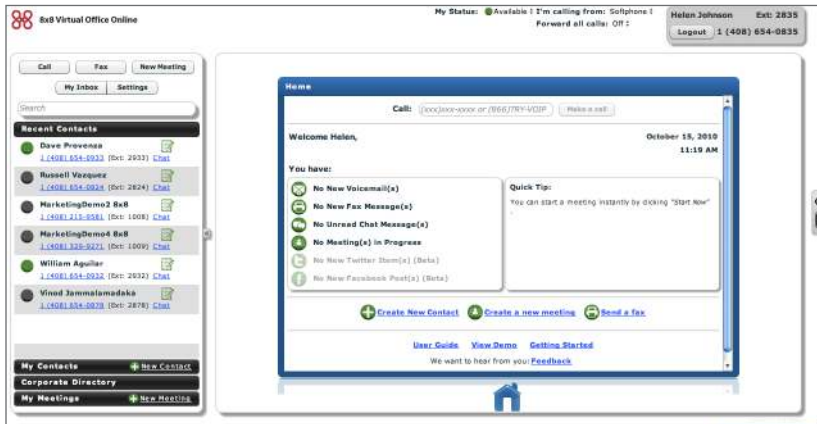 8x8 Virtual Office Online
My Status: Available I'm calling from: Softphone
Forward all calls: Off
Helen Johnson Ext: 2835
Logout 1 (408) 654-0835
Call Fax New Meeting
My Inbox Settings
Search
Recent Contacts
Dave Provenza
1 (408) 654-0933 (Ext: 2933) Chat
Russell Vazquez
1 (408) 654-0824 (Ext: 2824) Chat
MarketingDemo2 8x8
(Ext: 1008) Chat
MarketingDemo4 8x8
(Ext: 1009) Chat
William Aguilar
1 (408) 654-0932 (Ext: 2932) Chat
Vinod Jammalamadaka
1 (408) 654-0878 (Ext: 2878) Chat
My Contacts New Contact
Corporate Directory
My Meetings New Meeting
Home
Call: (xxx)xxx-xxxx or (866)TRY-VOIP Make a call
Welcome Helen,
October 15, 2010
11:19 AM
You have:
No New Voicemail(s)
No New Fax Message(s)
No Unread Chat Message(s)
No Meeting(s) in Progress
No New Twitter Item(s) (Beta)
No New Facebook Post(s) (Beta)
Quick Tip:
You can start a meeting instantly by clicking "Start Now"
.
Create New Contact Create a new meeting Send a fax
User Guide View Demo Getting Started
We want to hear from you: Feedback